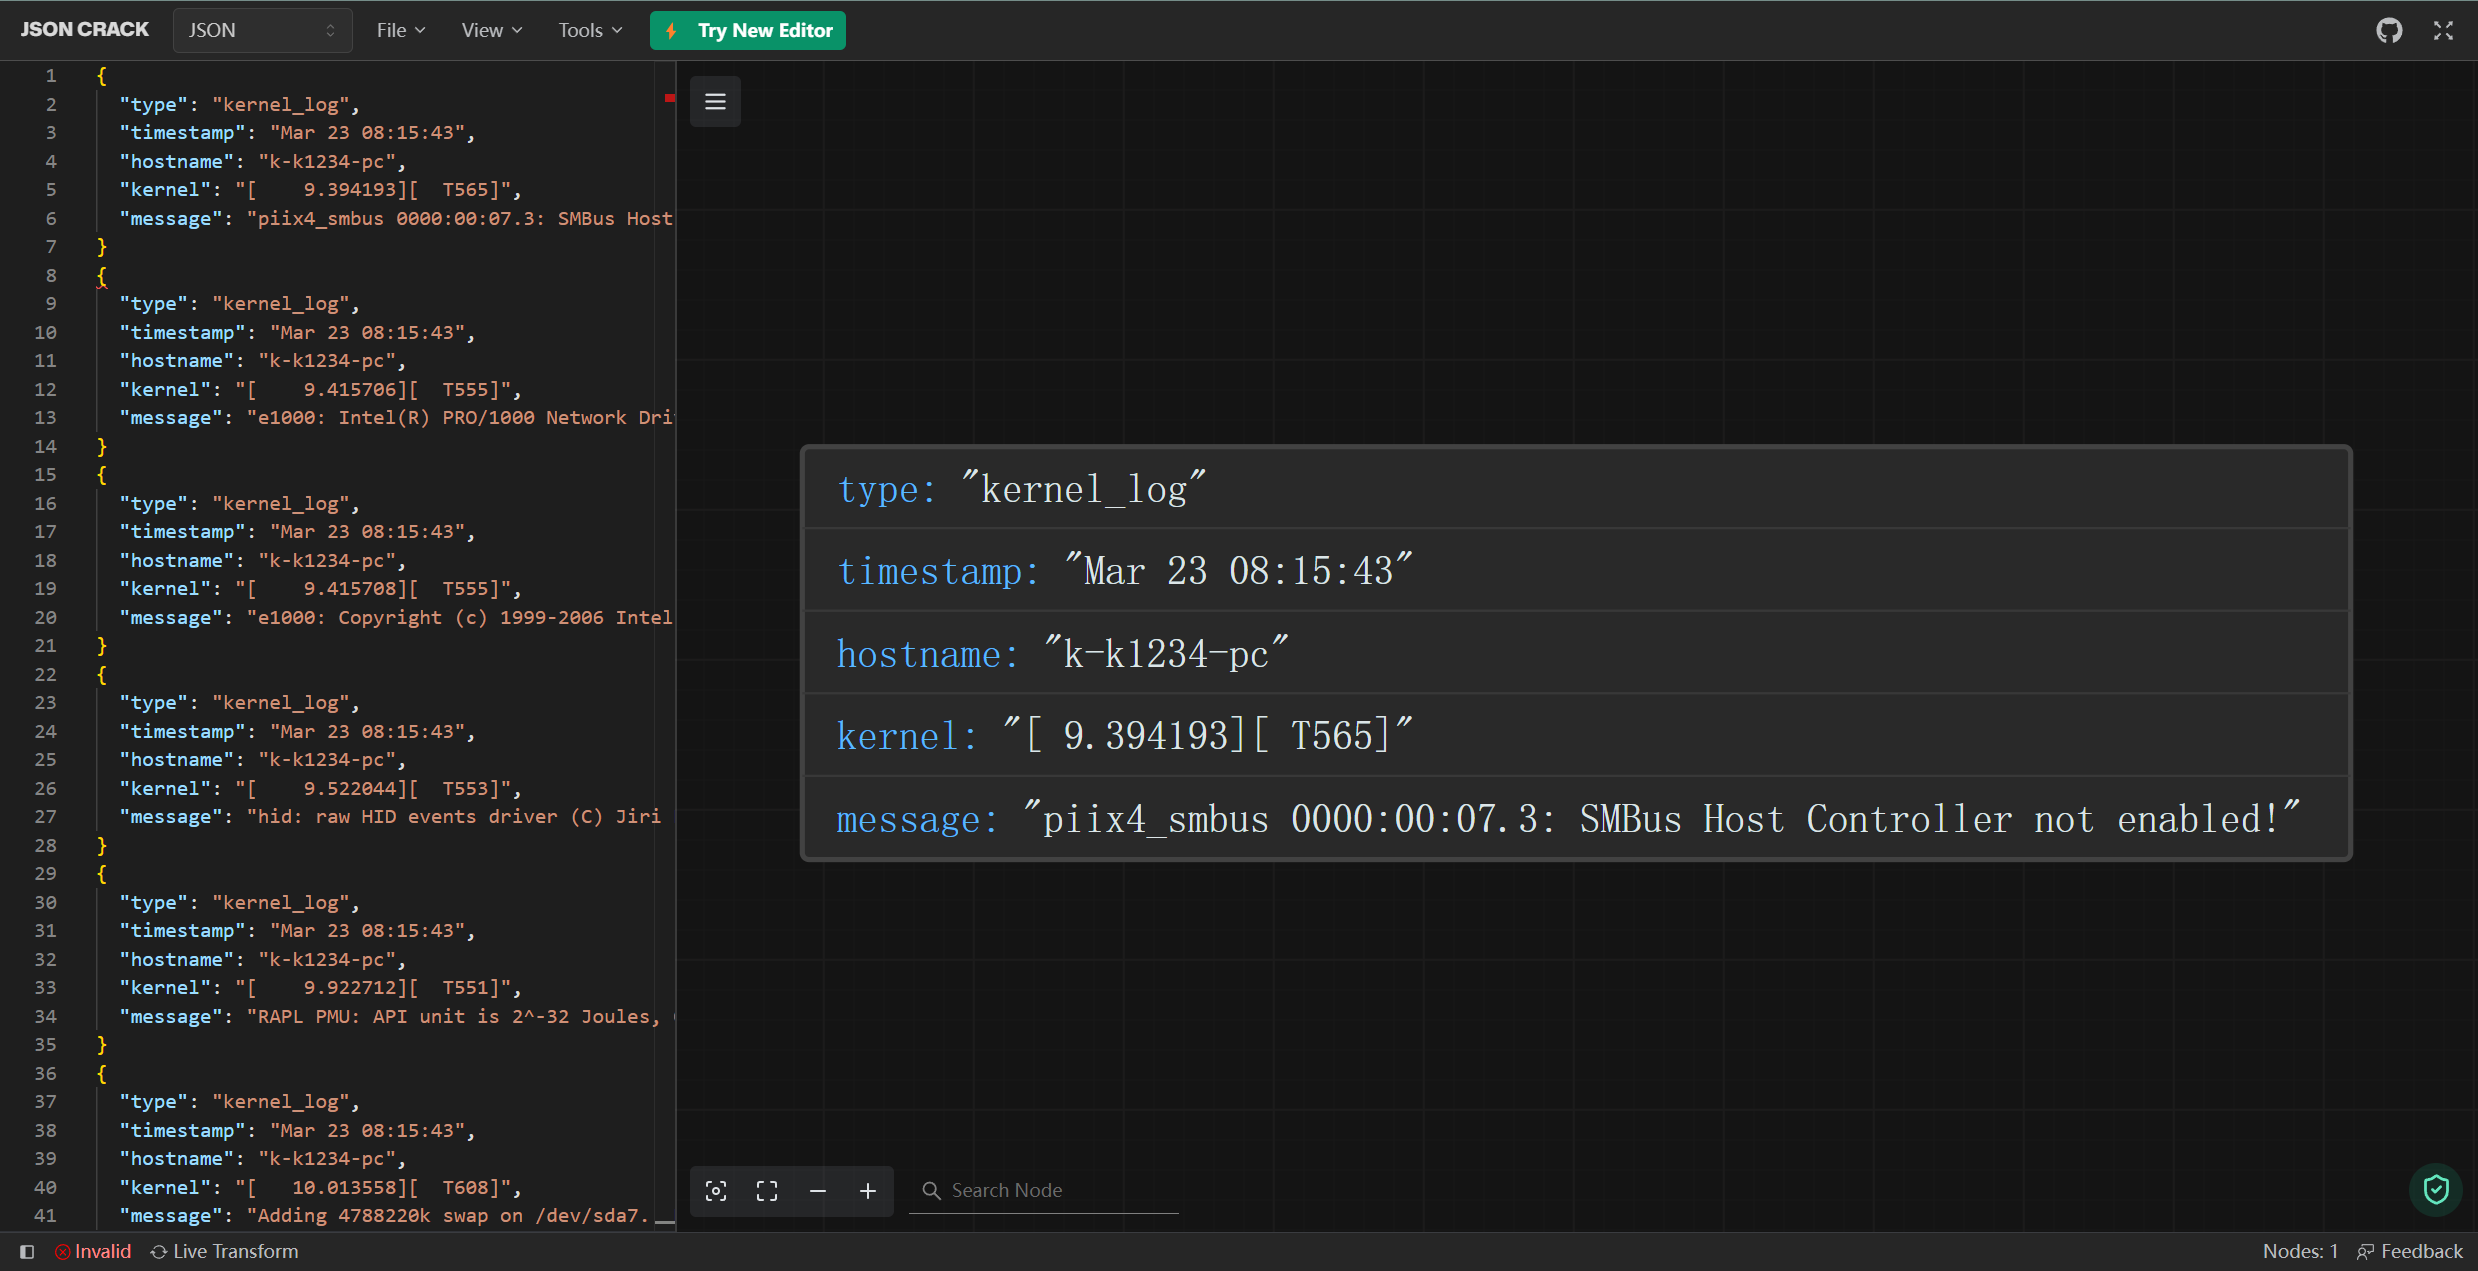 JSON CRACK JSON File View Tools Try New Editor
1 {
2 "type": "kernel_log",
3 "timestamp": "Mar 23 08:15:43",
4 "hostname": "k-k1234-pc",
5 "kernel": "[    9.394193][  T565]",
6 "message": "piix4_smbus 0000:00:07.3: SMBus Host
7 }
8 {
9 "type": "kernel_log",
10 "timestamp": "Mar 23 08:15:43",
11 "hostname": "k-k1234-pc",
12 "kernel": "[    9.415706][  T555]",
13 "message": "e1000: Intel(R) PRO/1000 Network Dri
14 }
15 {
16 "type": "kernel_log",
17 "timestamp": "Mar 23 08:15:43",
18 "hostname": "k-k1234-pc",
19 "kernel": "[    9.415708][  T555]",
20 "message": "e1000: Copyright (c) 1999-2006 Intel
21 }
22 {
23 "type": "kernel_log",
24 "timestamp": "Mar 23 08:15:43",
25 "hostname": "k-k1234-pc",
26 "kernel": "[    9.522044][  T553]",
27 "message": "hid: raw HID events driver (C) Jiri
28 }
29 {
30 "type": "kernel_log",
31 "timestamp": "Mar 23 08:15:43",
32 "hostname": "k-k1234-pc",
33 "kernel": "[    9.922712][  T551]",
34 "message": "RAPL PMU: API unit is 2^-32 Joules,
35 }
36 {
37 "type": "kernel_log",
38 "timestamp": "Mar 23 08:15:43",
39 "hostname": "k-k1234-pc",
40 "kernel": "[   10.013558][  T608]",
41 "message": "Adding 4788220k swap on /dev/sda7.
type: "kernel_log"
timestamp: "Mar 23 08:15:43"
hostname: "k-k1234-pc"
kernel: "[ 9.394193][ T565]"
message: "piix4_smbus 0000:00:07.3: SMBus Host Controller not enabled!"
Search Node
Invalid Live Transform Nodes: 1 Feedback